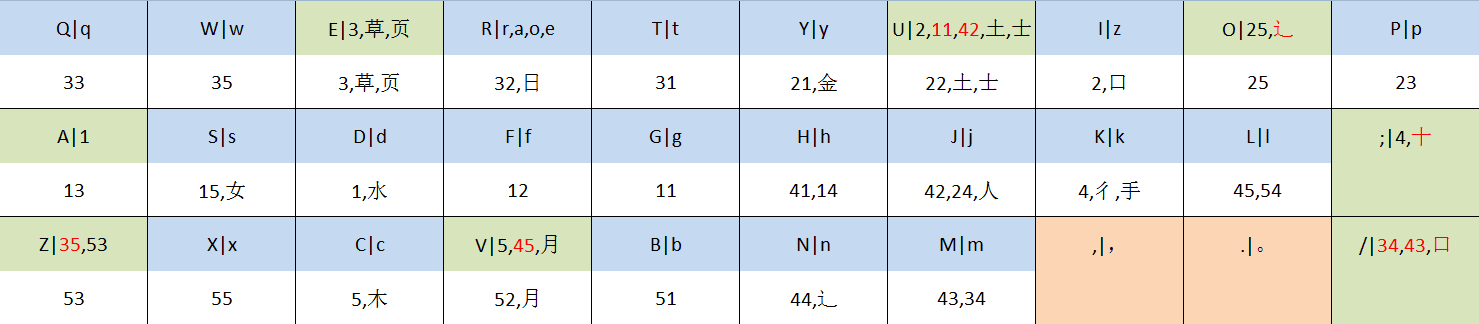 Q|q W|w E|3,草,页 R|r,a,o,e T|t Y|y U|2,11,42,土,士 I|z O|25,辶 P|p
33 35 3,草,页 32,日 31 21,金 22,土,士 2,口 25 23
A|1 S|s D|d F|f G|g H|h J|j K|k L|l ;|4,十
13 15,女 1,水 12 11 41,14 42,24,人 4,彳,手 45,54
Z|35,53 X|x C|c V|5,45,月 B|b N|n M|m ,|， .|。 /|34,43,口
53 55 5,木 52,月 51 44,辶 43,34